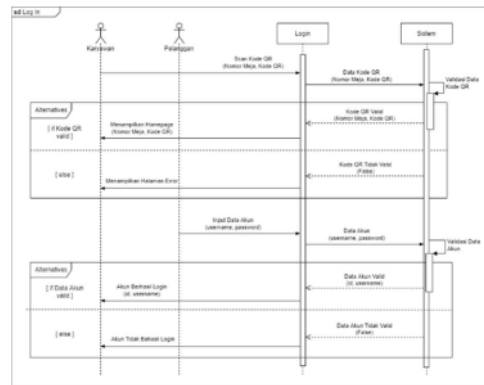 sd Log In
Karyawan
Pelanggan
Login
Sistem
Scan Kode QR
(Nomor Meja, Kode QR)
Data Kode QR
(Nomor Meja, Kode QR)
Validasi Data
Kode QR
Alternatives
[ if Kode QR
valid ]
Kode QR Valid
(Nomor Meja, Kode QR)
Menampilkan Homepage
(Nomor Meja, Kode QR)
[ else ]
Kode QR Tidak Valid
(False)
Menampilkan Halaman Error
Input Data Akun
(username, password)
Data Akun
(username, password)
Validasi Data
Akun
Alternatives
[ if Data Akun
valid ]
Data Akun Valid
(id, username)
Akun Berhasil Login
(id, username)
[ else ]
Data Akun Tidak Valid
(False)
Akun Tidak Behasil Login